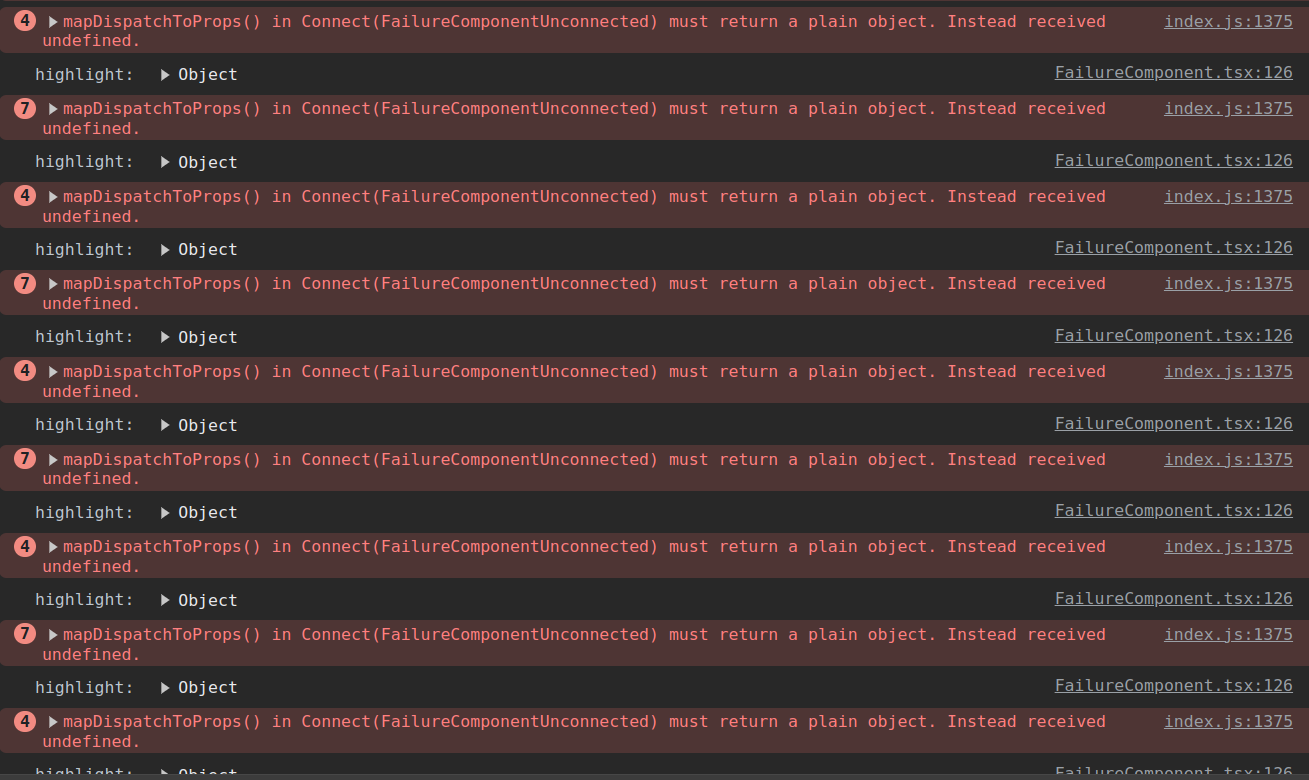 4 ▶mapDispatchToProps() in Connect(FailureComponentUnconnected) must return a plain object. Instead received index.js:1375
undefined.
highlight: ▶ Object FailureComponent.tsx:126
7 ▶mapDispatchToProps() in Connect(FailureComponentUnconnected) must return a plain object. Instead received index.js:1375
undefined.
highlight: ▶ Object FailureComponent.tsx:126
4 ▶mapDispatchToProps() in Connect(FailureComponentUnconnected) must return a plain object. Instead received index.js:1375
undefined.
highlight: ▶ Object FailureComponent.tsx:126
7 ▶mapDispatchToProps() in Connect(FailureComponentUnconnected) must return a plain object. Instead received index.js:1375
undefined.
highlight: ▶ Object FailureComponent.tsx:126
4 ▶mapDispatchToProps() in Connect(FailureComponentUnconnected) must return a plain object. Instead received index.js:1375
undefined.
highlight: ▶ Object FailureComponent.tsx:126
7 ▶mapDispatchToProps() in Connect(FailureComponentUnconnected) must return a plain object. Instead received index.js:1375
undefined.
highlight: ▶ Object FailureComponent.tsx:126
4 ▶mapDispatchToProps() in Connect(FailureComponentUnconnected) must return a plain object. Instead received index.js:1375
undefined.
highlight: ▶ Object FailureComponent.tsx:126
7 ▶mapDispatchToProps() in Connect(FailureComponentUnconnected) must return a plain object. Instead received index.js:1375
undefined.
highlight: ▶ Object FailureComponent.tsx:126
4 ▶mapDispatchToProps() in Connect(FailureComponentUnconnected) must return a plain object. Instead received index.js:1375
undefined.
highlight: ▶ Object FailureComponent.tsx:126